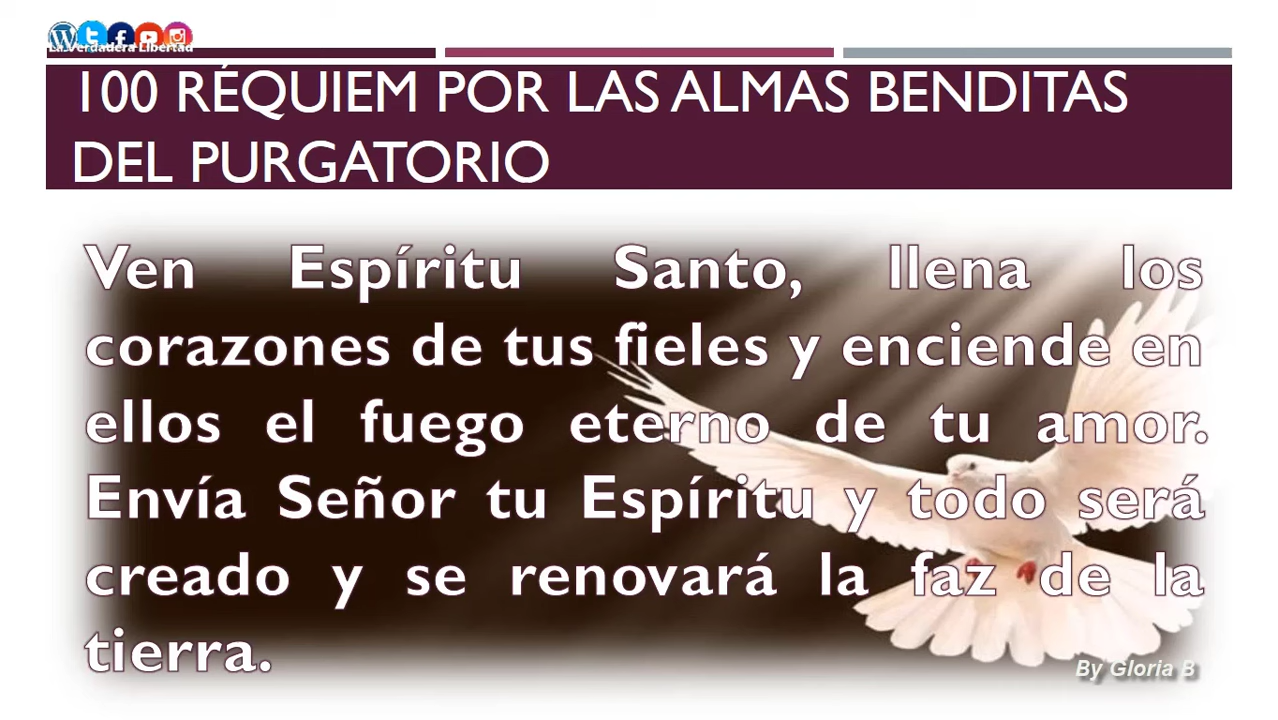 La Verdadera Libertad
100 RÉQUIEM POR LAS ALMAS BENDITAS
DEL PURGATORIO
Ven Espíritu Santo, llena los
corazones de tus fieles y enciende en
ellos el fuego eterno de tu amor.
Envía Señor tu Espíritu y todo será
creado y se renovará la faz de la
tierra.
By Gloria B